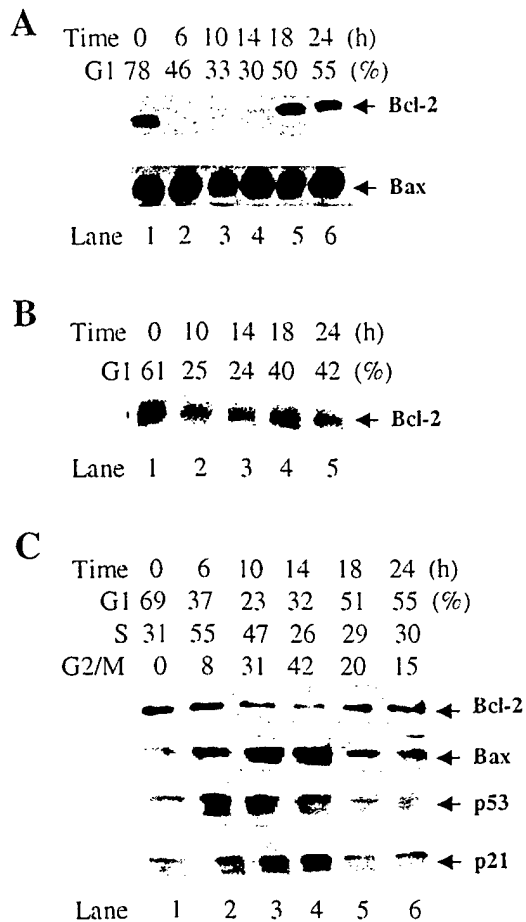 A
Time 0 6 10 14 18 24 (h)
G1 78 46 33 30 50 55 (%)
Bcl-2
Bax
Lane 1 2 3 4 5 6
B
Time 0 10 14 18 24 (h)
G1 61 25 24 40 42 (%)
Bcl-2
Lane 1 2 3 4 5
C
Time 0 6 10 14 18 24 (h)
G1 69 37 23 32 51 55 (%)
S 31 55 47 26 29 30
G2/M 0 8 31 42 20 15
Bcl-2
Bax
p53
p21
Lane 1 2 3 4 5 6